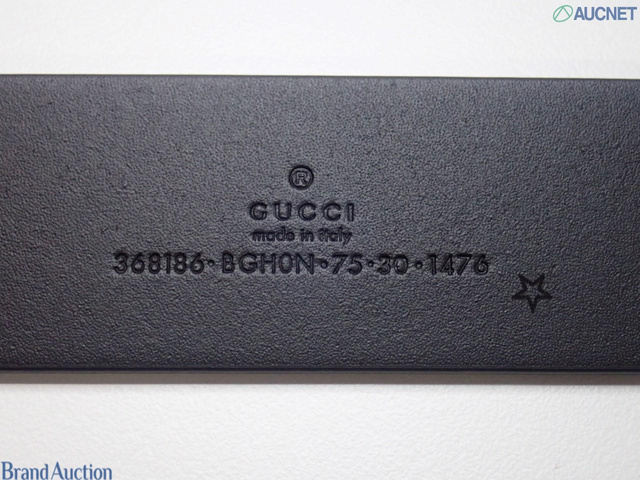 AUCNET
®
GUCCI
made in italy
368186·BGH0N·75·30·1476
Brand Auction